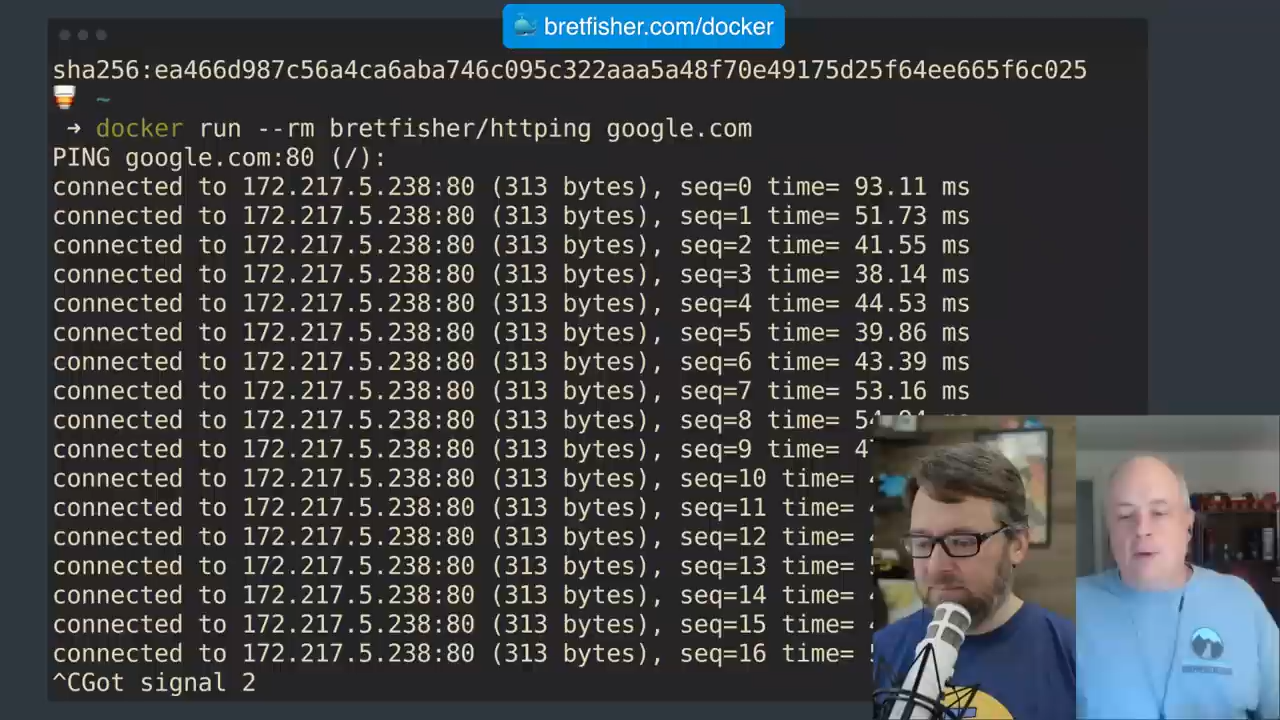 bretfisher.com/docker
sha256:ea466d987c56a4ca6aba746c095c322aaa5a48f70e49175d25f64ee665f6c025
~
➜ docker run --rm bretfisher/httping google.com
PING google.com:80 (/):
connected to 172.217.5.238:80 (313 bytes), seq=0 time= 93.11 ms
connected to 172.217.5.238:80 (313 bytes), seq=1 time= 51.73 ms
connected to 172.217.5.238:80 (313 bytes), seq=2 time= 41.55 ms
connected to 172.217.5.238:80 (313 bytes), seq=3 time= 38.14 ms
connected to 172.217.5.238:80 (313 bytes), seq=4 time= 44.53 ms
connected to 172.217.5.238:80 (313 bytes), seq=5 time= 39.86 ms
connected to 172.217.5.238:80 (313 bytes), seq=6 time= 43.39 ms
connected to 172.217.5.238:80 (313 bytes), seq=7 time= 53.16 ms
connected to 172.217.5.238:80 (313 bytes), seq=8 time=
connected to 172.217.5.238:80 (313 bytes), seq=9 time=
connected to 172.217.5.238:80 (313 bytes), seq=10 time=
connected to 172.217.5.238:80 (313 bytes), seq=11 time=
connected to 172.217.5.238:80 (313 bytes), seq=12 time=
connected to 172.217.5.238:80 (313 bytes), seq=13 time=
connected to 172.217.5.238:80 (313 bytes), seq=14 time=
connected to 172.217.5.238:80 (313 bytes), seq=15 time=
connected to 172.217.5.238:80 (313 bytes), seq=16 time=
^CGot signal 2